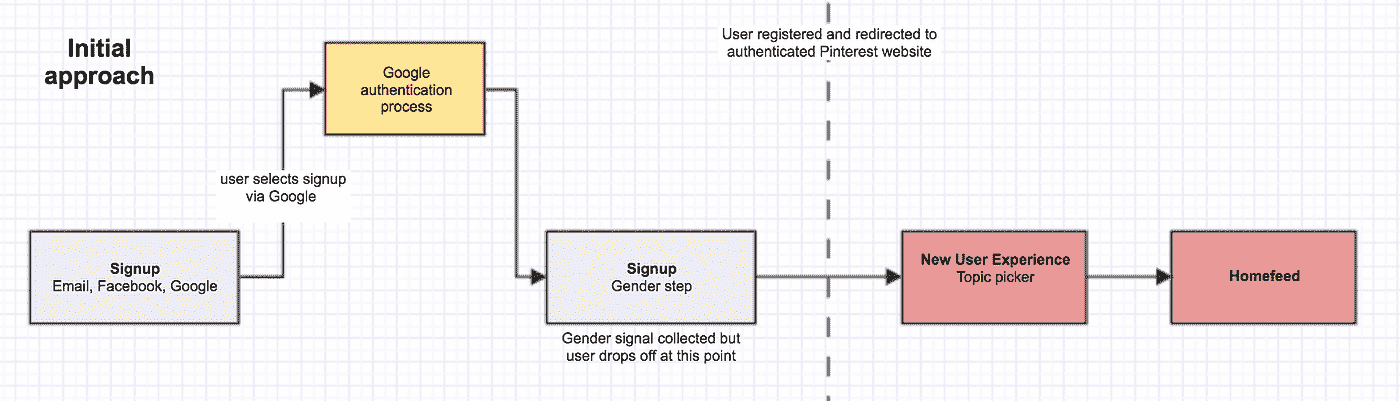 Initial
approach
Google
authentication
process
User registered and redirected to
authenticated Pinterest website
user selects signup
via Google
Signup
Email, Facebook, Google
Signup
Gender step
Gender signal collected but
user drops off at this point
New User Experience
Topic picker
Homefeed